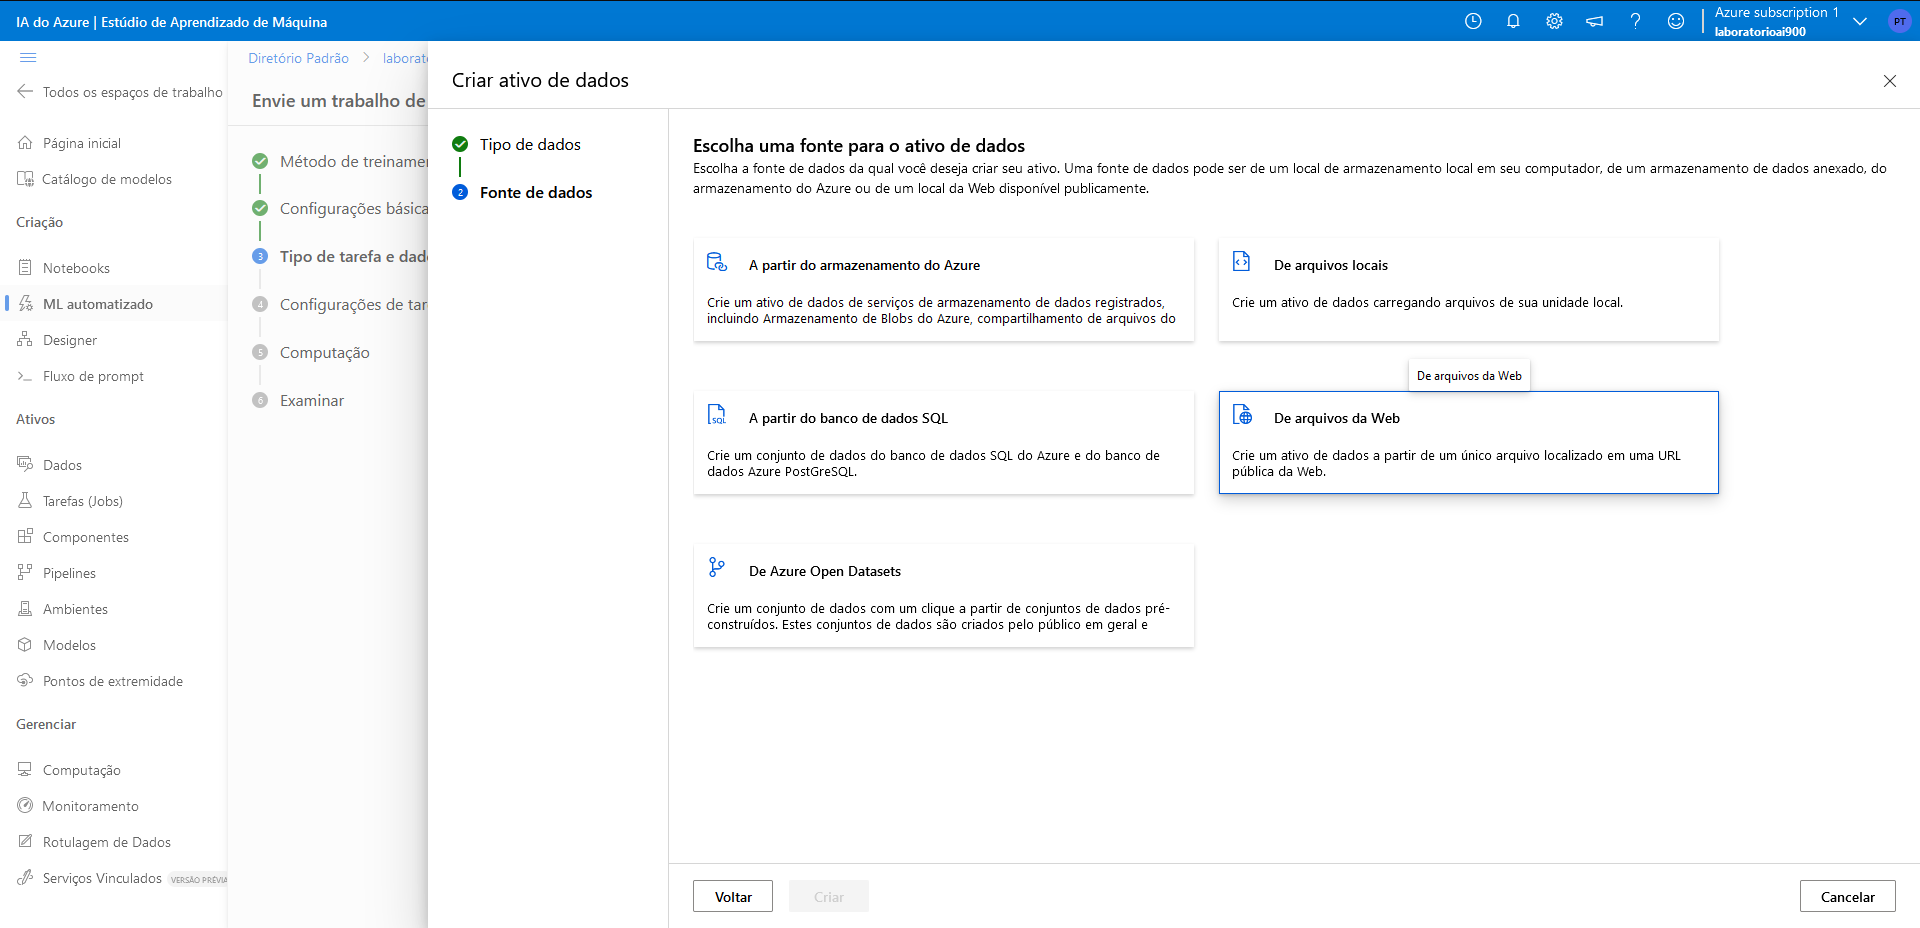 IA do Azure | Estúdio de Aprendizado de Máquina
Azure subscription 1
laboratorioai900
PT
Todos os espaços de trabalho
Página inicial
Catálogo de modelos
Criação
Notebooks
ML automatizado
Designer
Fluxo de prompt
Ativos
Dados
Tarefas (Jobs)
Componentes
Pipelines
Ambientes
Modelos
Pontos de extremidade
Gerenciar
Computação
Monitoramento
Rotulagem de Dados
Serviços Vinculados VERSÃO PRÉVIA
Diretório Padrão > laborat
Envie um trabalho de
Método de treiname
Configurações básica
3 Tipo de tarefa e dad
4 Configurações de tar
5 Computação
6 Examinar
Criar ativo de dados
Tipo de dados
2 Fonte de dados
Escolha uma fonte para o ativo de dados
Escolha a fonte de dados da qual você deseja criar seu ativo. Uma fonte de dados pode ser de um local de armazenamento local em seu computador, de um armazenamento de dados anexado, do
armazenamento do Azure ou de um local da Web disponível publicamente.
A partir do armazenamento do Azure
Crie um ativo de dados de serviços de armazenamento de dados registrados,
incluindo Armazenamento de Blobs do Azure, compartilhamento de arquivos do
De arquivos locais
Crie um ativo de dados carregando arquivos de sua unidade local.
De arquivos da Web
SQL
A partir do banco de dados SQL
Crie um conjunto de dados do banco de dados SQL do Azure e do banco de
dados Azure PostGreSQL.
De arquivos da Web
Crie um ativo de dados a partir de um único arquivo localizado em uma URL
pública da Web.
De Azure Open Datasets
Crie um conjunto de dados com um clique a partir de conjuntos de dados pré-
construídos. Estes conjuntos de dados são criados pelo público em geral e
Voltar
Criar
Cancelar